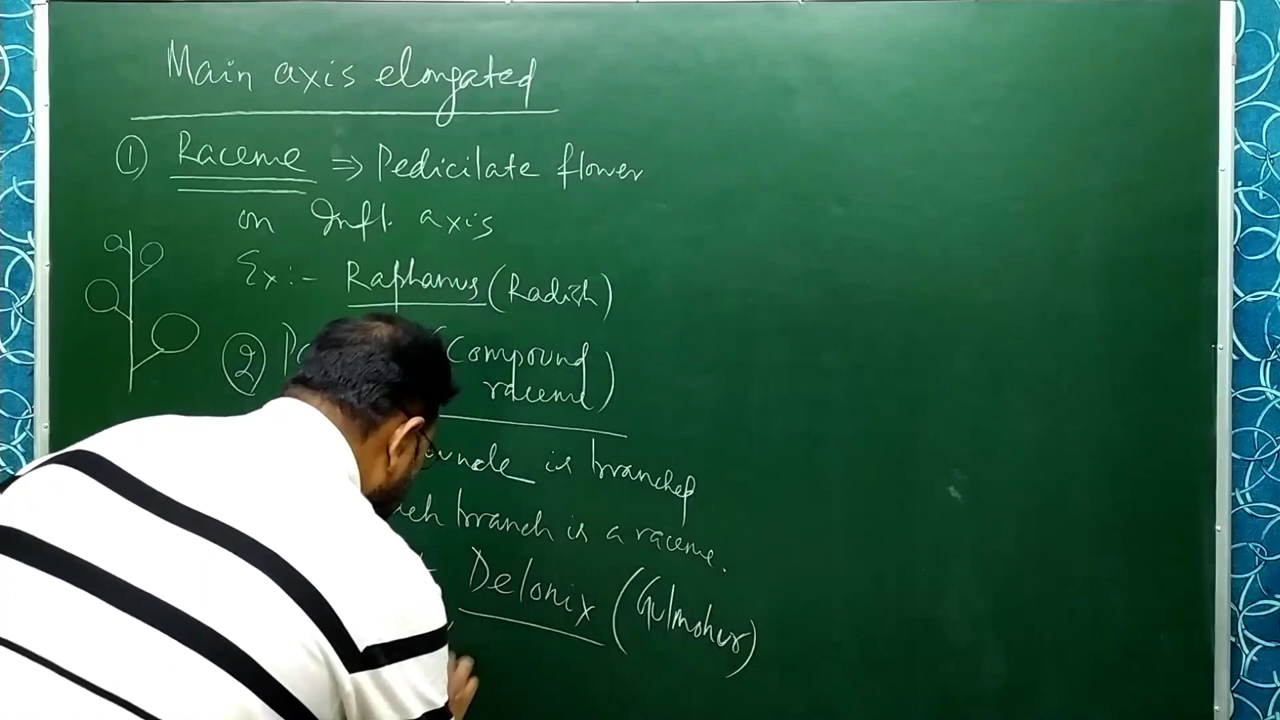 Main axis elongated
① Raceme ⇒ Pedicilate flower
on Infl. axis
Ex:- Raphanus (Radish)
② (Compound
raceme)
is branched
branch is a raceme.
Delonix (Gulmohur)